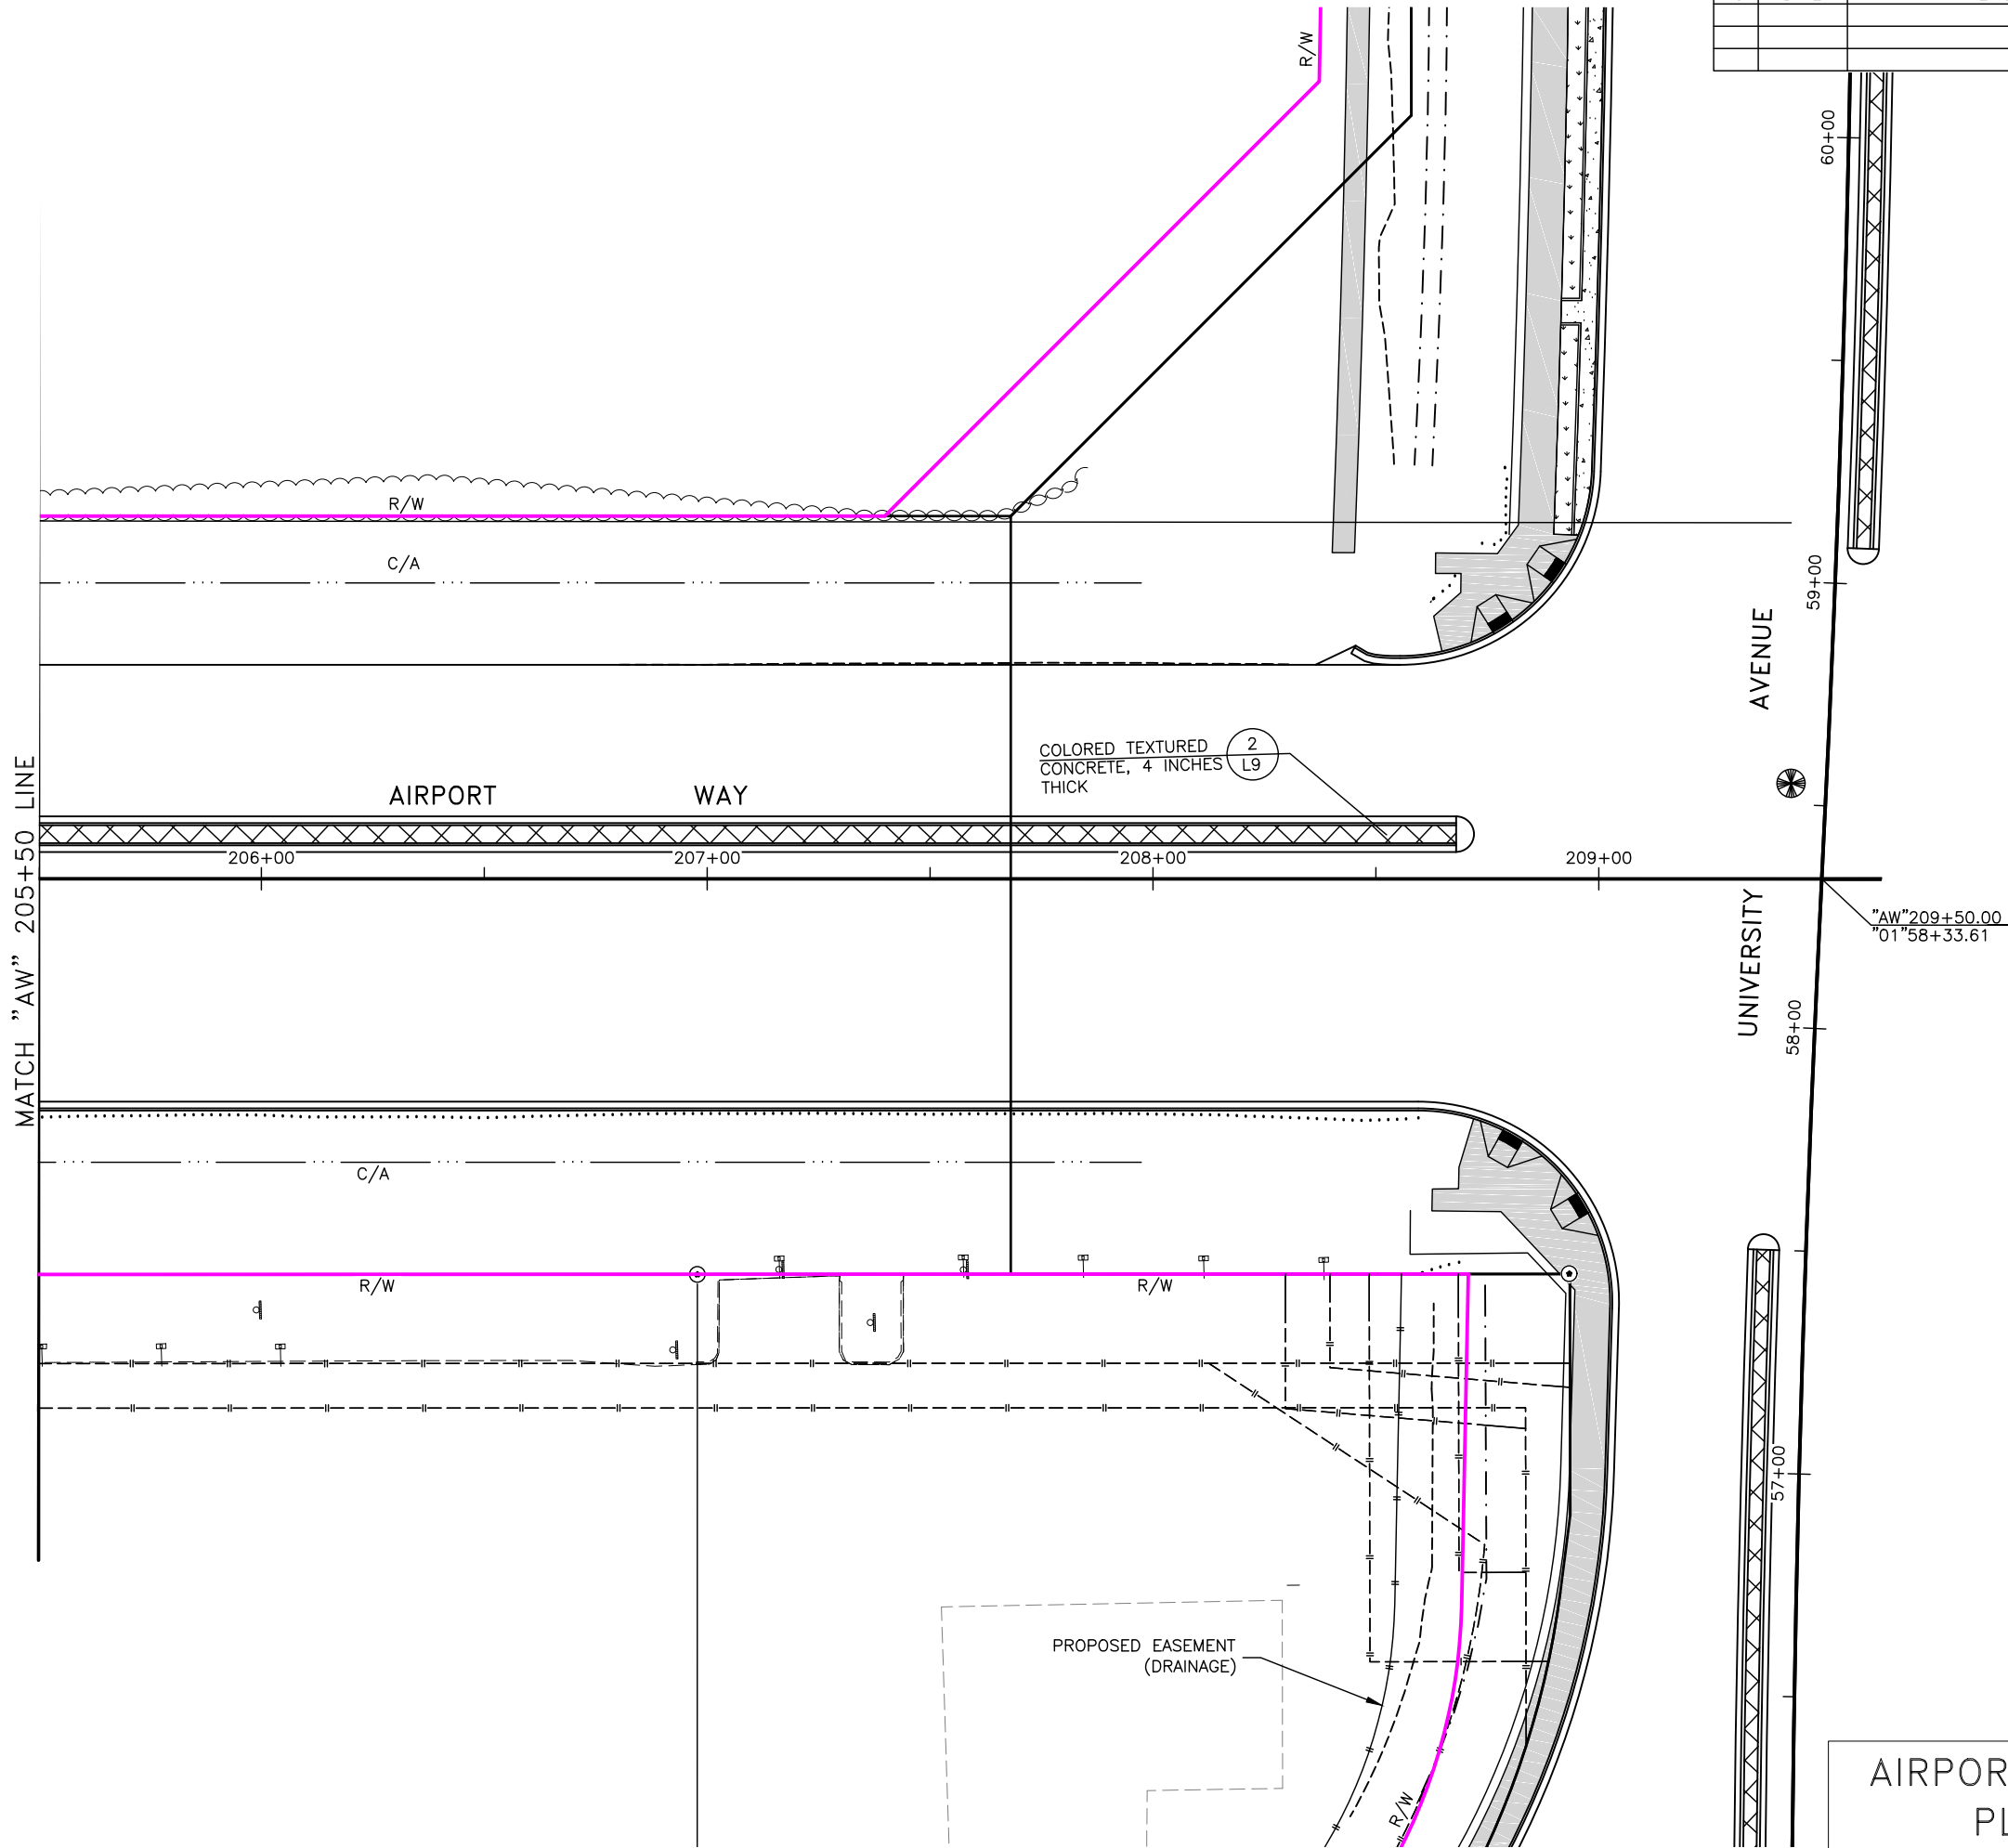 R/W
60+00
R/W
C/A
59+00
AVENUE
COLORED TEXTURED
CONCRETE, 4 INCHES
THICK
2
L9
AIRPORT WAY
MATCH "AW" 205+50 LINE
206+00
207+00
208+00
209+00
"AW"209+50.00
"01"58+33.61
UNIVERSITY
58+00
C/A
R/W
R/W
57+00
PROPOSED EASEMENT
(DRAINAGE)
R/W